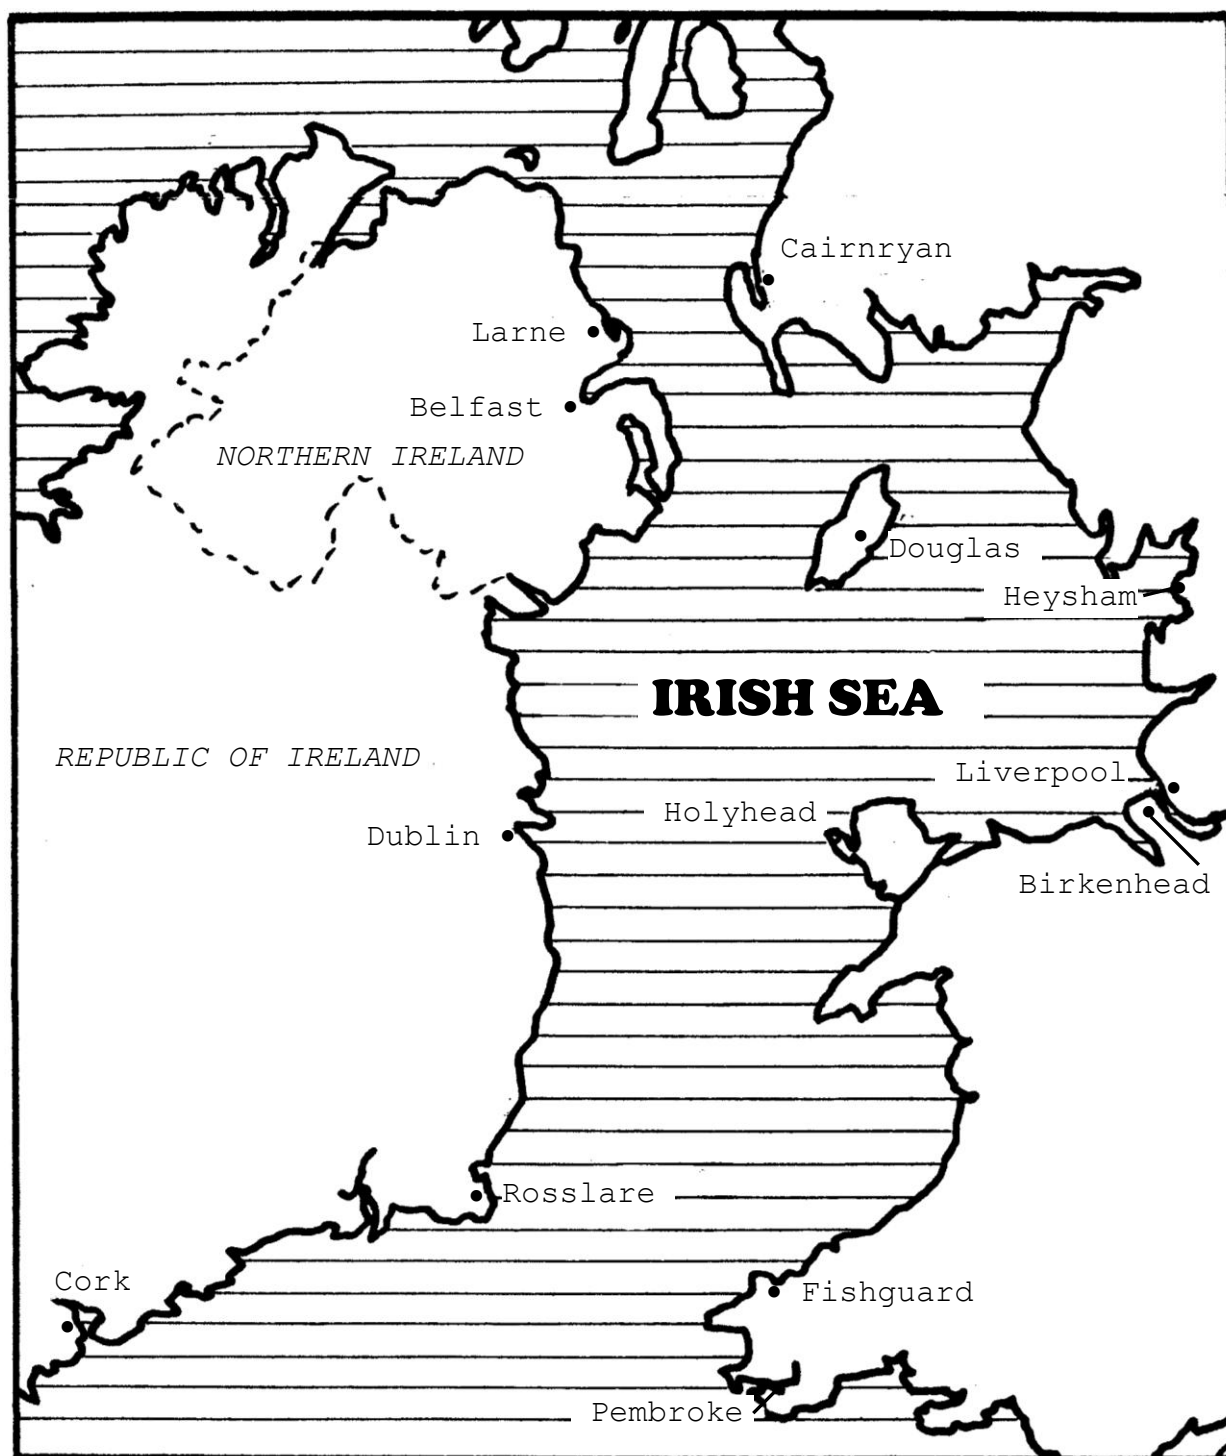 Cairnryan
Larne
Belfast
NORTHERN IRELAND
Douglas
Heysham
IRISH SEA
REPUBLIC OF IRELAND
Liverpool
Holyhead
Dublin
Birkenhead
Rosslare
Cork
Fishguard
Pembroke